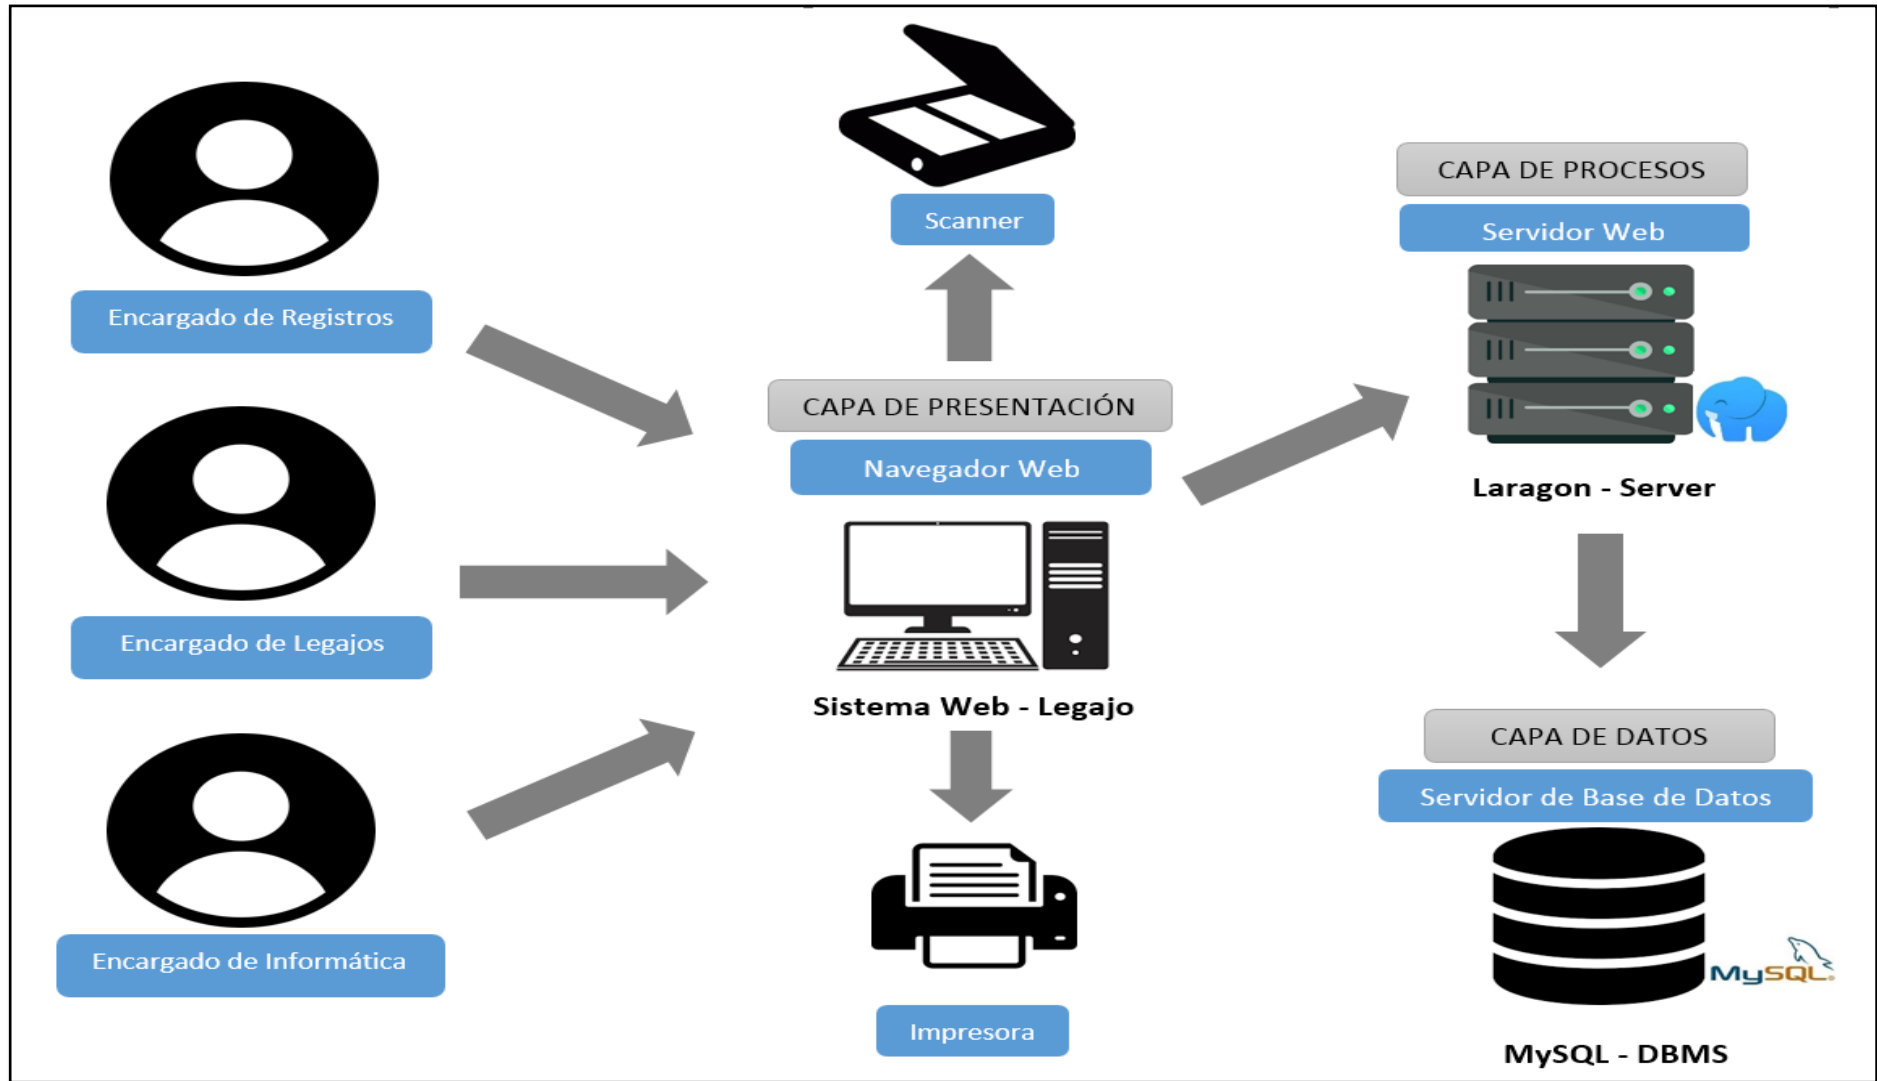 Encargado de Registros
Encargado de Legajos
Encargado de Informática
Scanner
CAPA DE PRESENTACIÓN
Navegador Web
Sistema Web - Legajo
Impresora
CAPA DE PROCESOS
Servidor Web
Laragon - Server
CAPA DE DATOS
Servidor de Base de Datos
MySQL
MySQL - DBMS